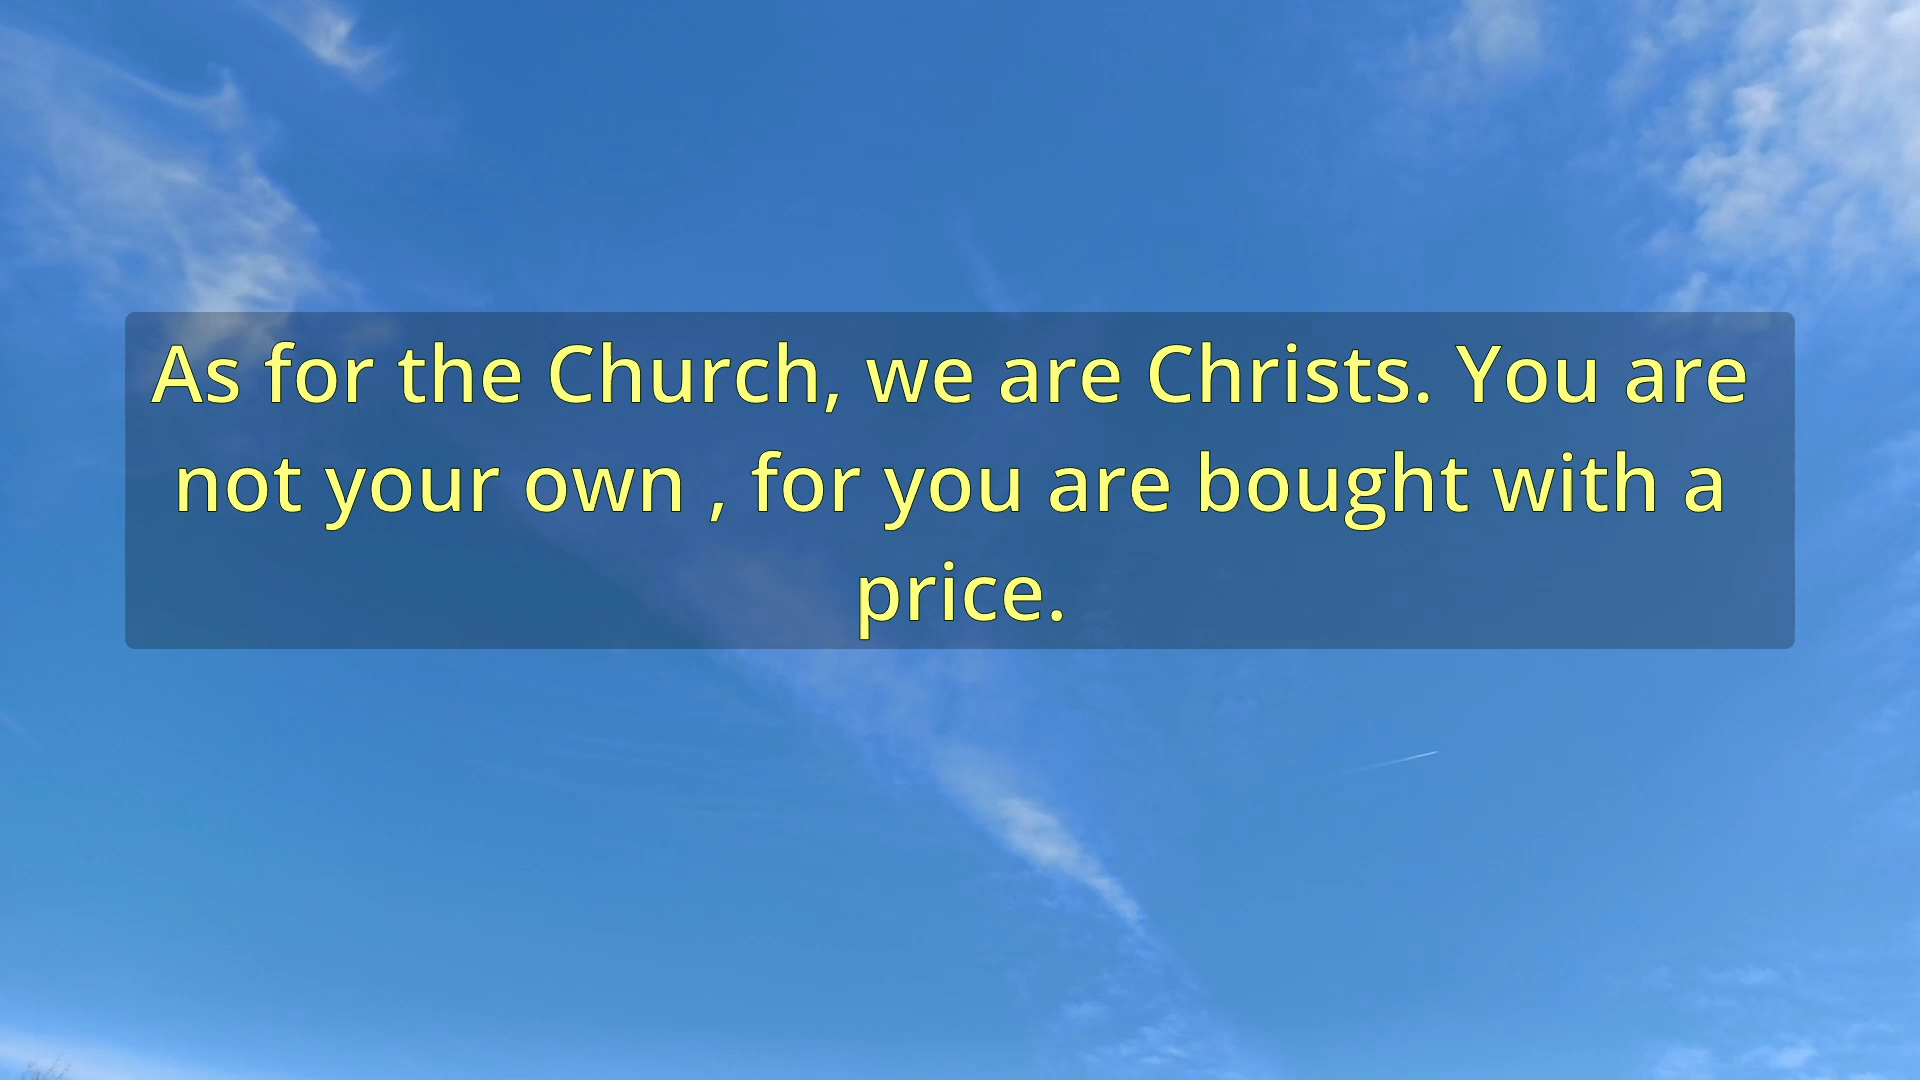 As for the Church, we are Christs. You are
not your own , for you are bought with a
price.